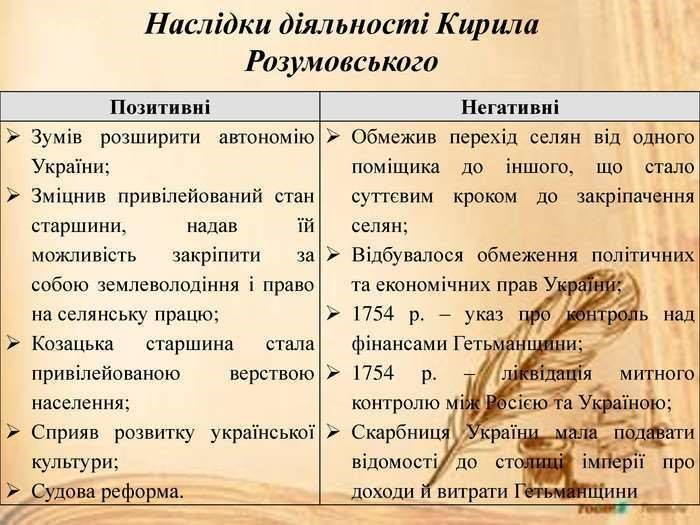 Наслідки діяльності Кирила
Розумовського
Позитивні
Негативні
➢ Зумів розширити автономію
України;
➢ Зміцнив привілейований стан
старшини, надав їй
можливість закріпити за
собою землеволодіння і право
на селянську працю;
➢ Козацька старшина стала
привілейованою верствою
населення;
➢ Сприяв розвитку української
культури;
➢ Судова реформа.
➢ Обмежив перехід селян від одного
поміщика до іншого, що стало
суттєвим кроком до закріпачення
селян;
➢ Відбувалося обмеження політичних
та економічних прав України;
➢ 1754 р. – указ про контроль над
фінансами Гетьманщини;
➢ 1754 р. – ліквідація митного
контролю між Росією та Україною;
➢ Скарбниця України мала подавати
відомості до столиці імперії про
доходи й витрати Гетьманщини